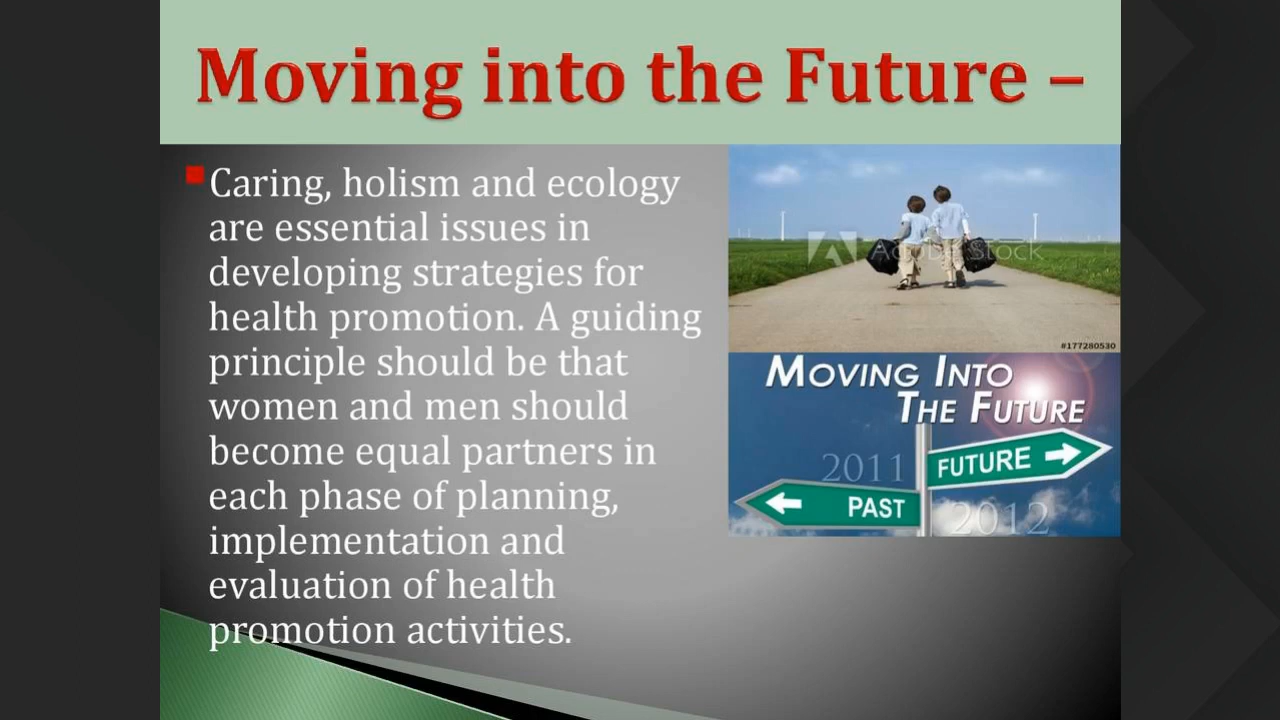 Moving into the Future –
Caring, holism and ecology
are essential issues in
developing strategies for
health promotion. A guiding
principle should be that
women and men should
become equal partners in
each phase of planning,
implementation and
evaluation of health
promotion activities.
Adobe Stock
#177280530
MOVING INTO
THE FUTURE
2011
FUTURE
PAST
2012